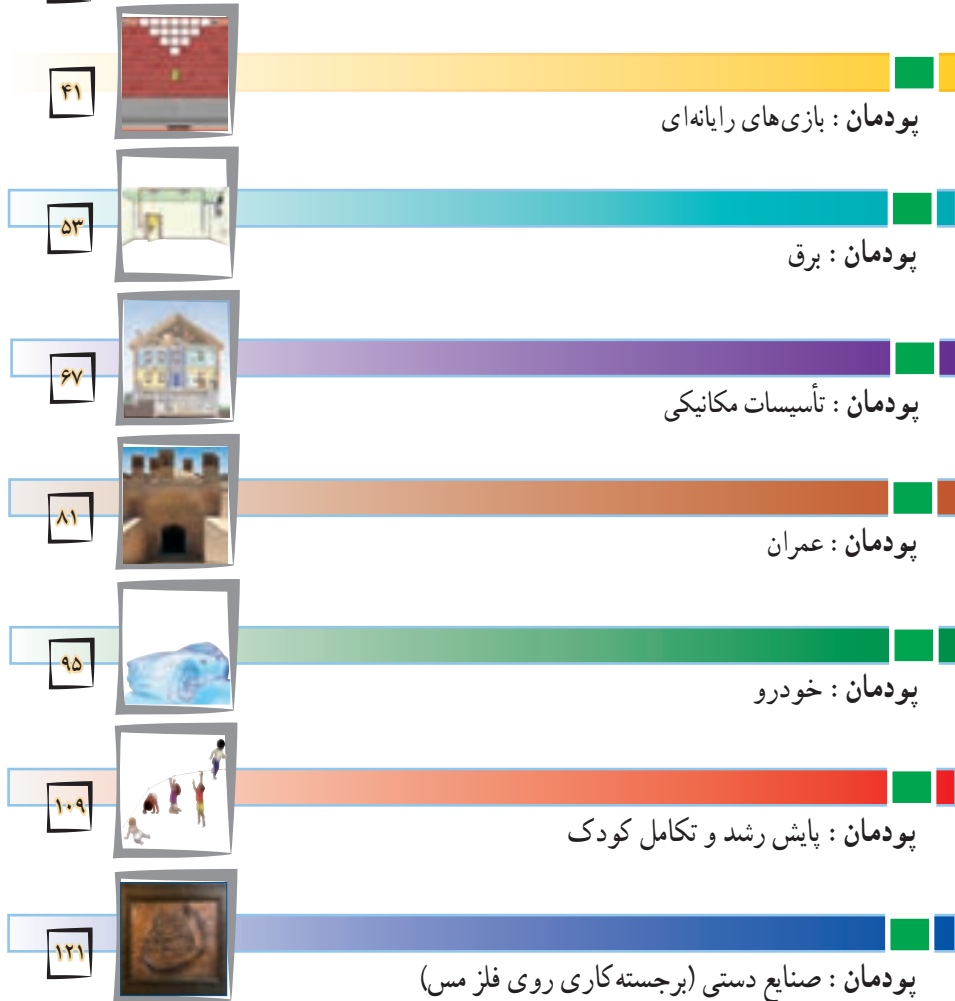 ۴۱
پودمان : بازی‌های رایانه‌ای
۵۳
پودمان : برق
۶۷
پودمان : تأسیسات مکانیکی
۸۱
پودمان : عمران
۹۵
پودمان : خودرو
۱۰۹
پودمان : پایش رشد و تکامل کودک
۱۲۱
پودمان : صنایع دستی (برجسته‌کاری روی فلز مس)